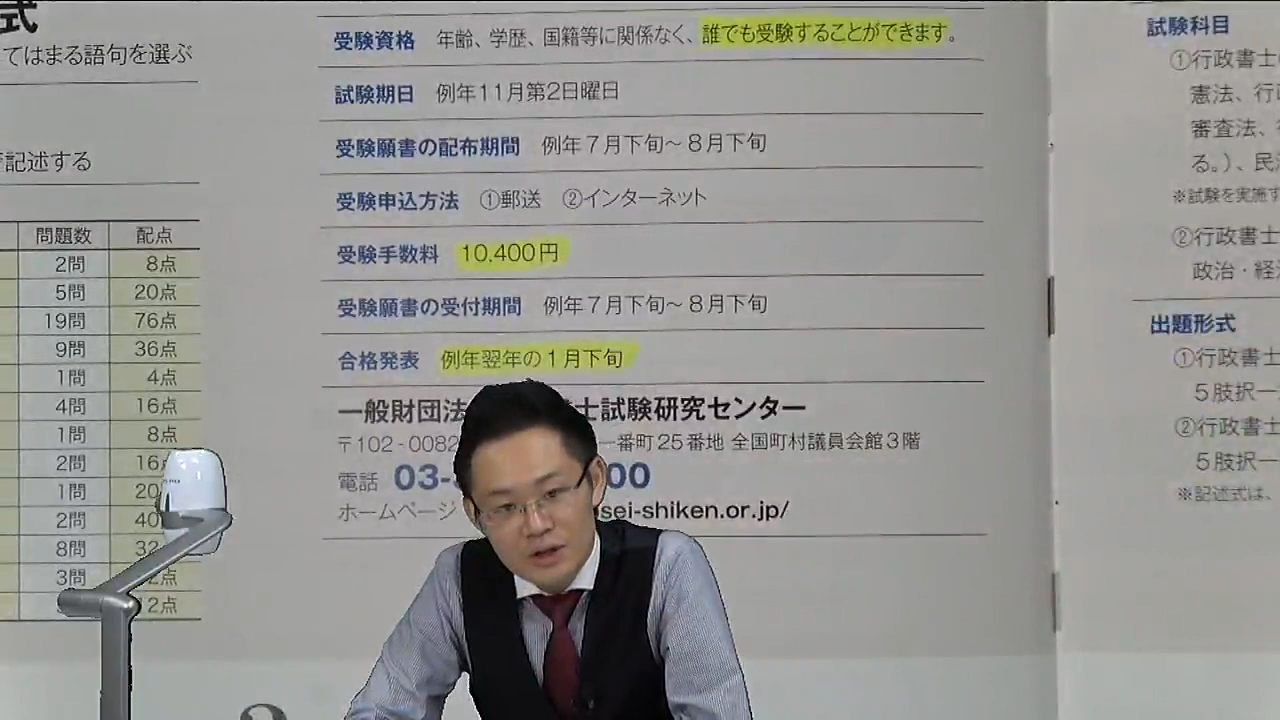 式
てはまる語句を選ぶ
記述する
問題数 配点
2問 8点
5問 20点
19問 76点
9問 36点
1問 4点
4問 16点
1問 8点
2問 16点
1問 20
2問 40
8問 32
3問 2点
12点
受験資格 年齢、学歴、国籍等に関係なく、誰でも受験することができます。
試験期日 例年11月第2日曜日
受験願書の配布期間 例年7月下旬〜8月下旬
受験申込方法 ①郵送 ②インターネット
受験手数料 10,400円
受験願書の受付期間 例年7月下旬〜8月下旬
合格発表 例年翌年の1月下旬
一般財団法 士試験研究センター
〒102-0082 一番町25番地 全国町村議員会館3階
電話 03- 00
ホームページ sei-shiken.or.jp/
試験科目
①行政書士
憲法、行
審査法、
る。)、民
※試験を実施す
②行政書士
政治・経
出題形式
①行政書士
5肢択一
②行政書士
5肢択一
※記述式は、